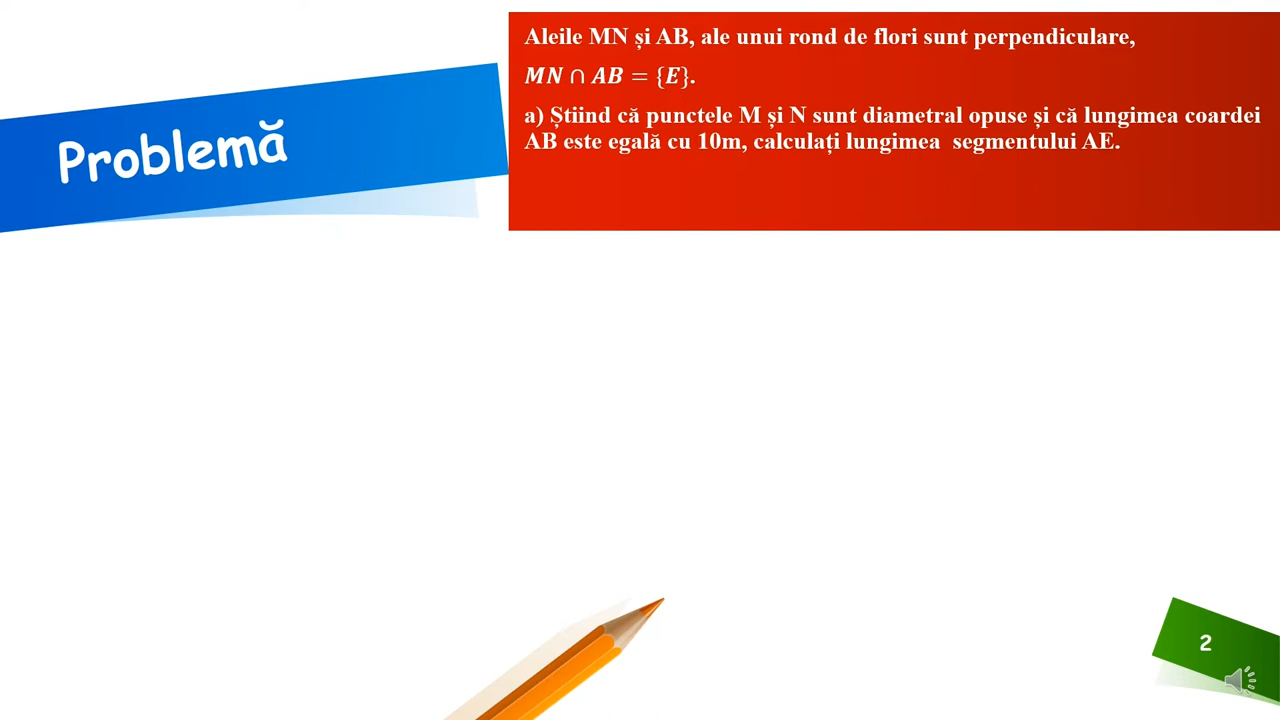 Problemă
Aleile MN și AB, ale unui rond de flori sunt perpendiculare,
MN ∩ AB = {E}.
a) Știind că punctele M și N sunt diametral opuse și că lungimea coardei
AB este egală cu 10m, calculați lungimea segmentului AE.
2